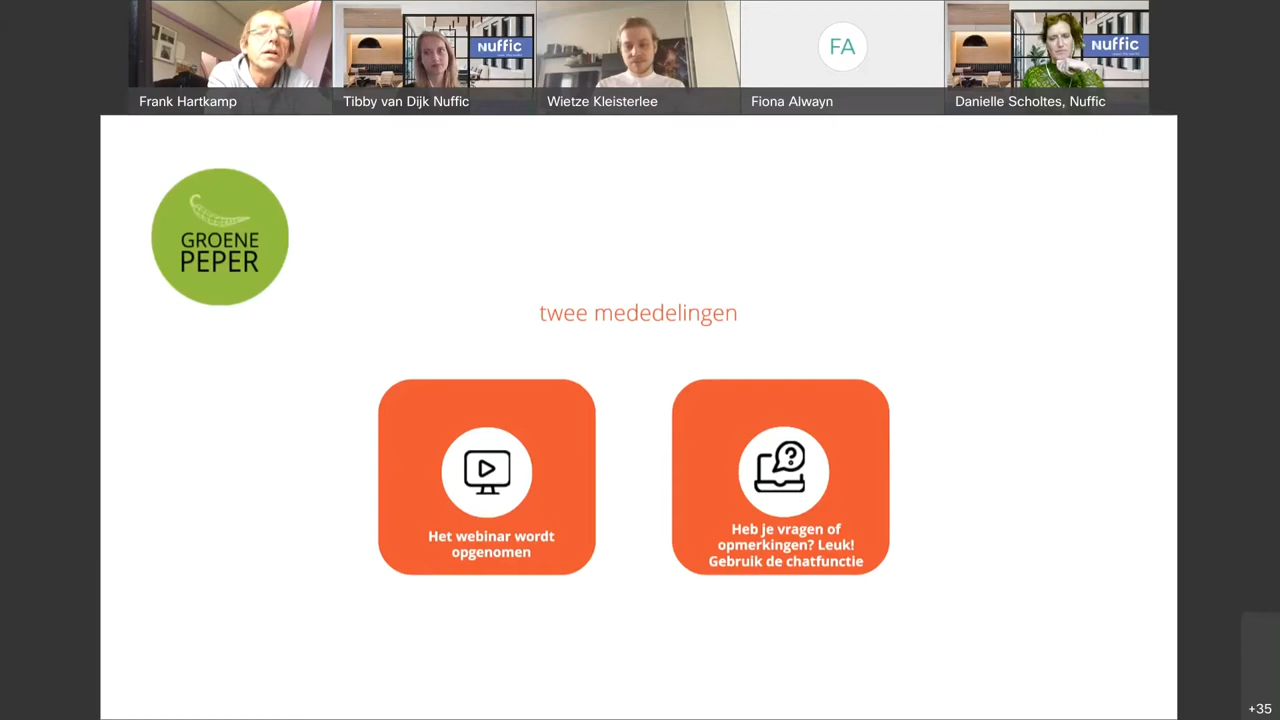 Nuffic
Nuffic
FA
Frank Hartkamp
Tibby van Dijk Nuffic
Wietze Kleisterlee
Fiona Alwayn
Danielle Scholtes, Nuffic
GROENE
PEPER
twee mededelingen
Het webinar wordt
opgenomen
Heb je vragen of
opmerkingen? Leuk!
Gebruik de chatfunctie
+35